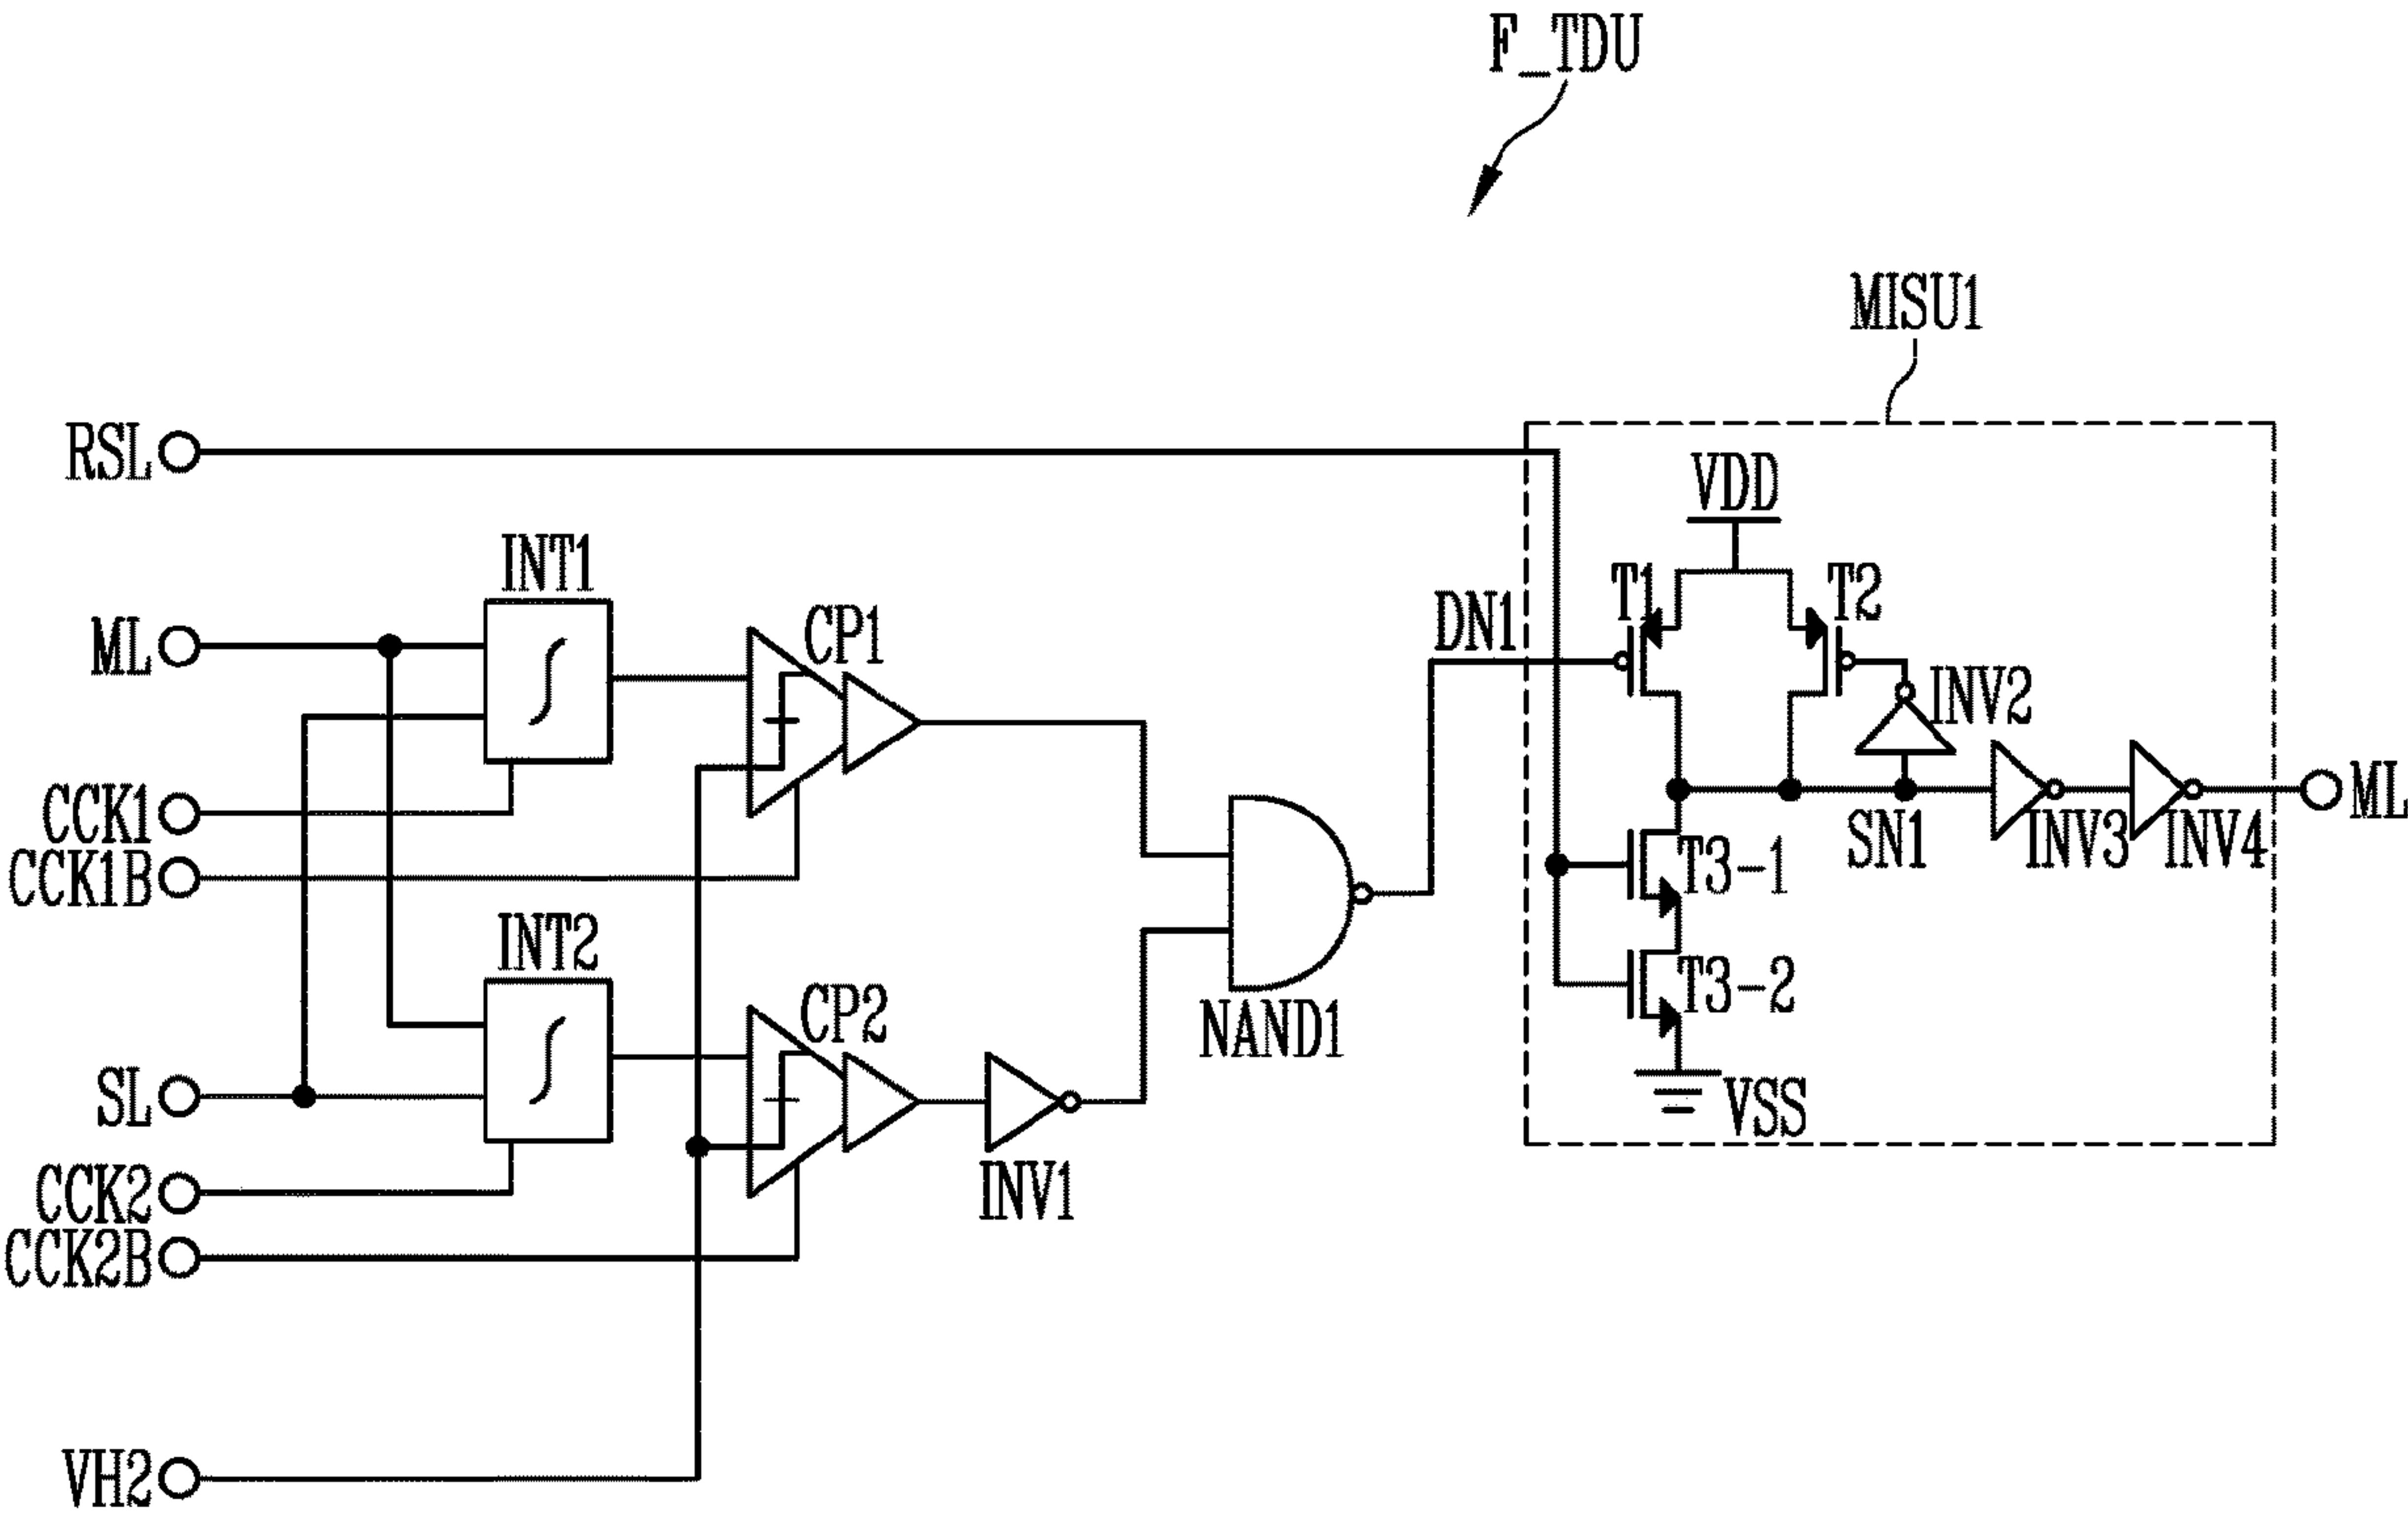 F_TDU
MISU1
RSL
VDD
INT1
T1
T2
DN1
ML
CP1
INV2
CCK1
ML
SN1
INV3
INV4
T3-1
CCK1B
INT2
T3-2
CP2
NAND1
SL
VSS
CCK2
INV1
CCK2B
VH2